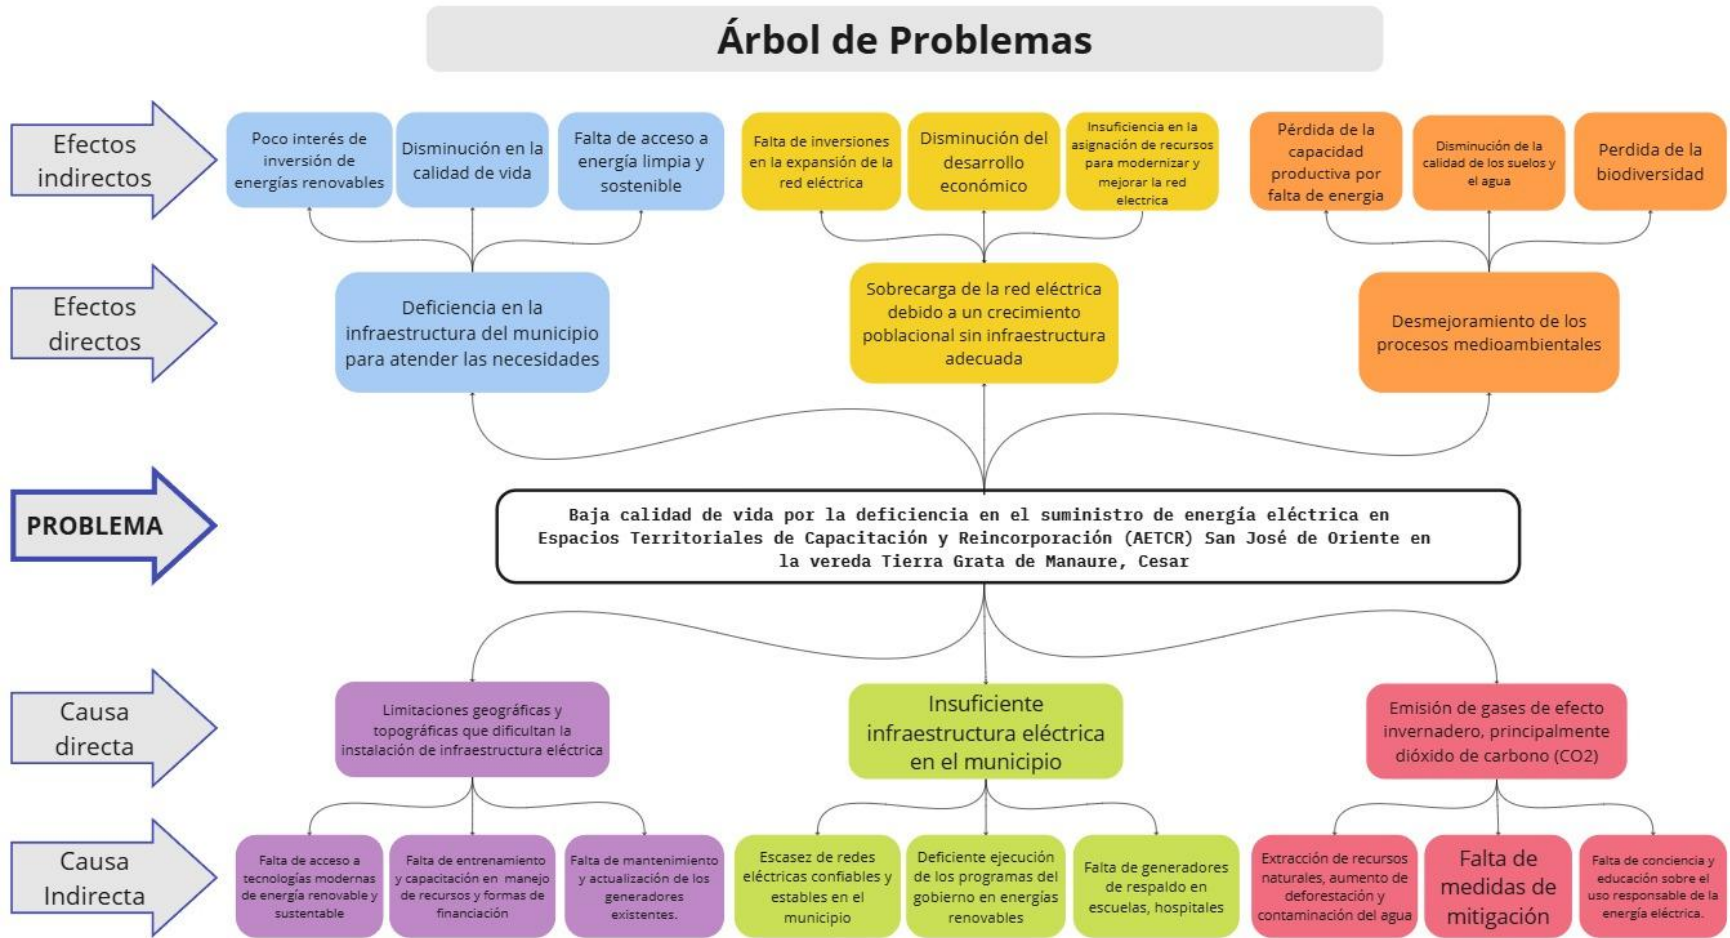 Árbol de Problemas
Efectos
indirectos
Poco interés de
inversión de
energías renovables
Disminución en la
calidad de vida
Falta de acceso a
energía limpia y
sostenible
Falta de inversiones
en la expansión de la
red eléctrica
Disminución del
desarrollo
económico
Insuficiencia en la
asignación de recursos
para modernizar y
mejorar la red
electrica
Pérdida de la
capacidad
productiva por
falta de energia
Disminución de la
calidad de los suelos y
el agua
Perdida de la
biodiversidad
Efectos
directos
Deficiencia en la
infraestructura del municipio
para atender las necesidades
Sobrecarga de la red eléctrica
debido a un crecimiento
poblacional sin infraestructura
adecuada
Desmejoramiento de los
procesos medioambientales
PROBLEMA
Baja calidad de vida por la deficiencia en el suministro de energía eléctrica en
Espacios Territoriales de Capacitación y Reincorporación (AETCR) San José de Oriente en
la vereda Tierra Grata de Manaure, Cesar
Causa
directa
Limitaciones geográficas y
topográficas que dificultan la
instalación de infraestructura eléctrica
Insuficiente
infraestructura eléctrica
en el municipio
Emisión de gases de efecto
invernadero, principalmente
dióxido de carbono (CO2)
Causa
Indirecta
Falta de acceso a
tecnologías modernas
de energía renovable y
sustentable
Falta de entrenamiento
y capacitación en manejo
de recursos y formas de
financiación
Falta de mantenimiento
y actualización de los
generadores
existentes.
Escasez de redes
eléctricas confiables y
estables en el
municipio
Deficiente ejecución
de los programas del
gobierno en energías
renovables
Falta de generadores
de respaldo en
escuelas, hospitales
Extracción de recursos
naturales, aumento de
deforestación y
contaminación del agua
Falta de
medidas de
mitigación
Falta de conciencia y
educación sobre el
uso responsable de la
energía eléctrica.